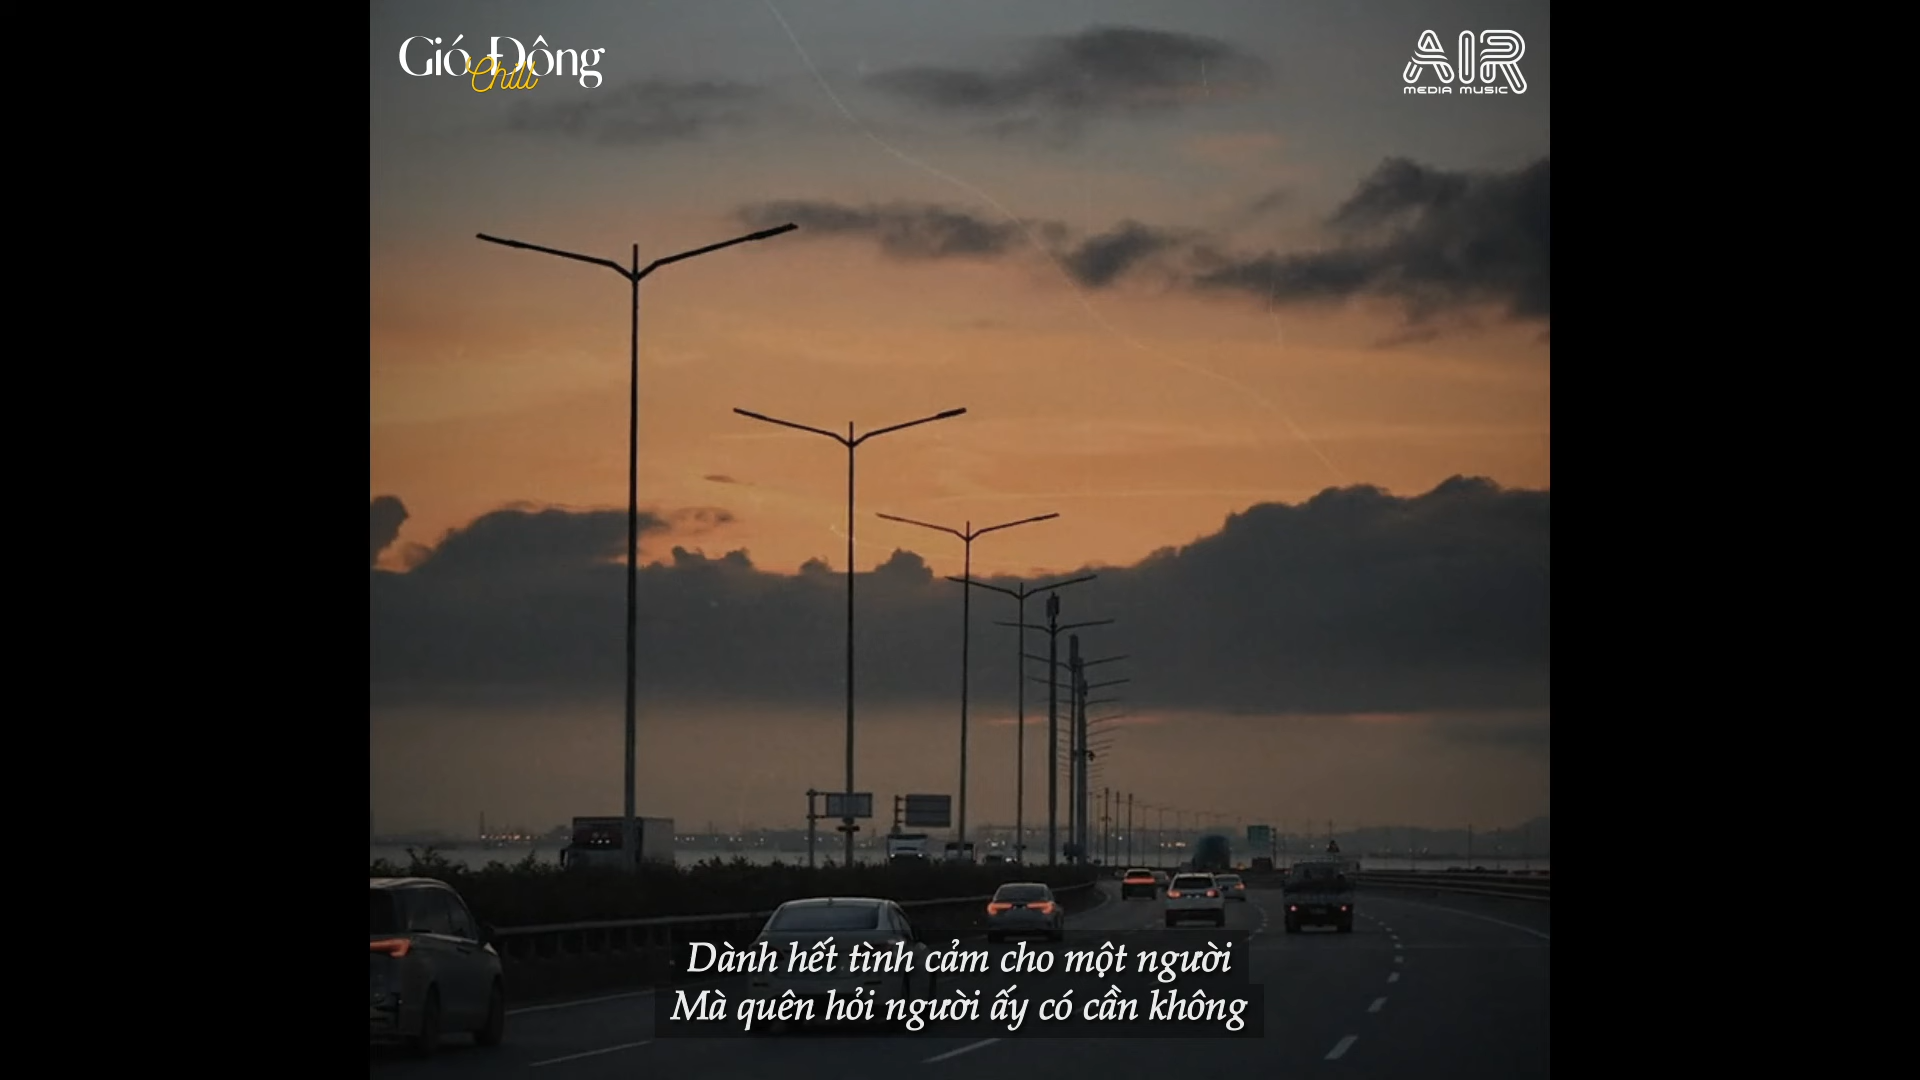 Gió Đông
Chill
AIR
MEDIA MUSIC
Dành hết tình cảm cho một người
Mà quên hỏi người ấy có cần không